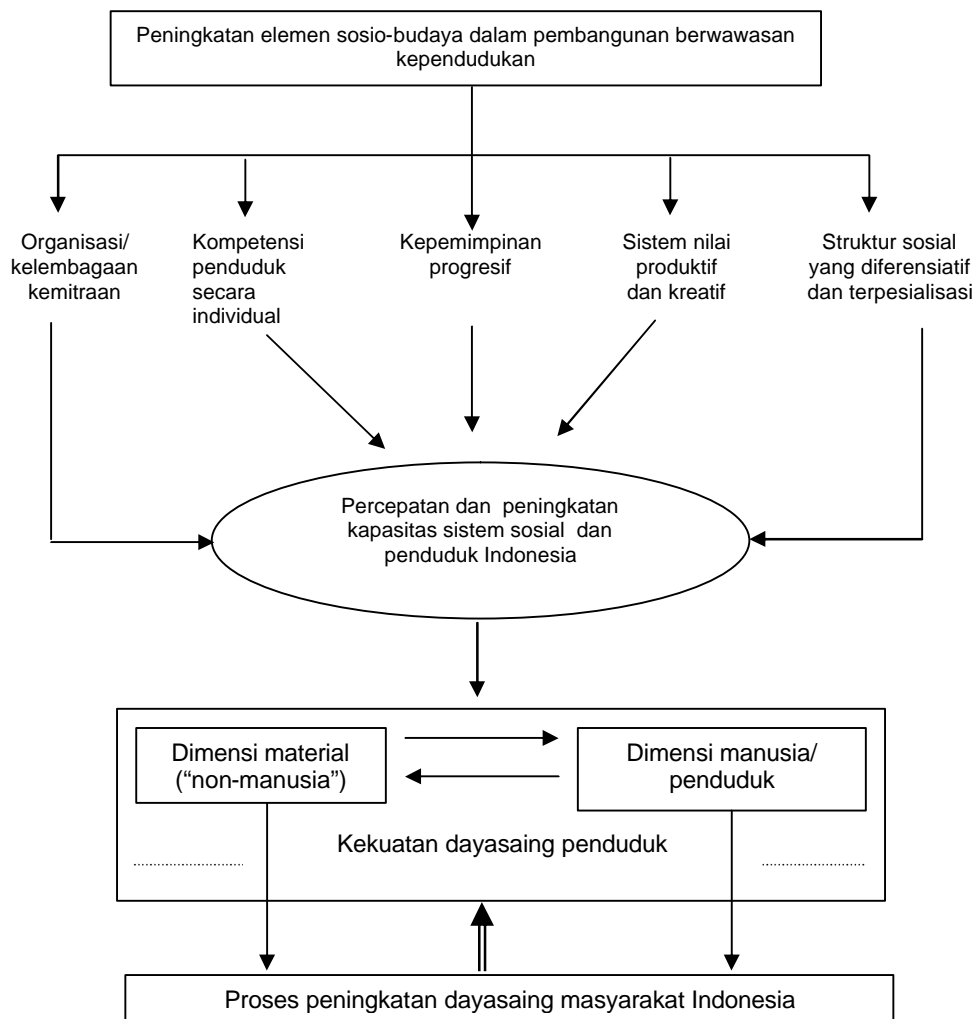 Peningkatan elemen sosio-budaya dalam pembangunan berwawasan
kependudukan
Organisasi/
kelembagaan
kemitraan
Kompetensi
penduduk
secara
individual
Kepemimpinan
progresif
Sistem nilai
produktif
dan kreatif
Struktur sosial
yang diferensiatif
dan terpesialisasi
Percepatan dan peningkatan
kapasitas sistem sosial dan
penduduk Indonesia
Dimensi material
(“non-manusia”)
Dimensi manusia/
penduduk
Kekuatan dayasaing penduduk
Proses peningkatan dayasaing masyarakat Indonesia